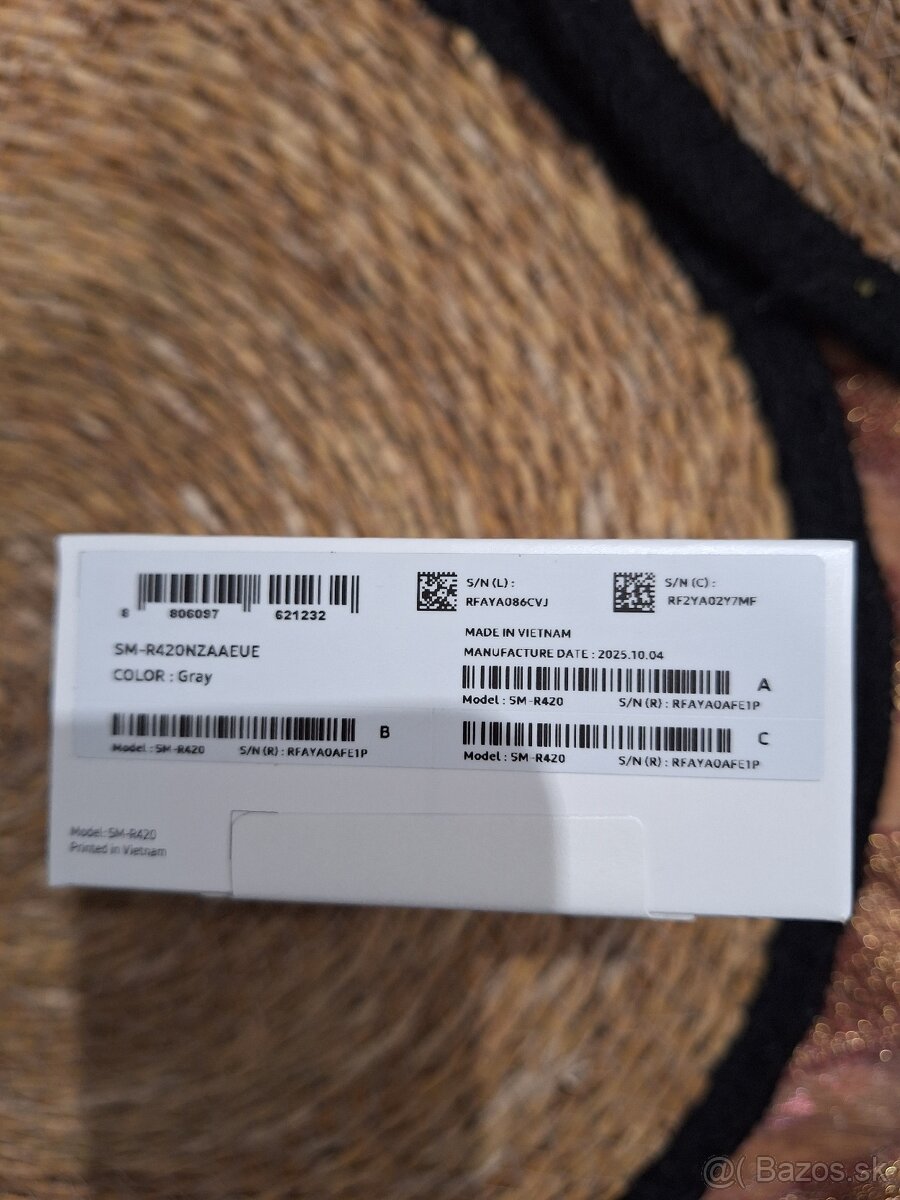 8 806097 621232
SM-R420NZAAEUE
COLOR : Gray
S/N (L) :
RFAYA086CVJ
S/N (C) :
RF2YA02Y7MF
MADE IN VIETNAM
MANUFACTURE DATE : 2025.10.04
A
Model : SM-R420 S/N (R) : RFAYA0AFE1P
B
Model : SM-R420 S/N (R) : RFAYA0AFE1P
C
Model : SM-R420 S/N (R) : RFAYA0AFE1P
Model: SM-R420
Printed in Vietnam
@( Bazos.sk